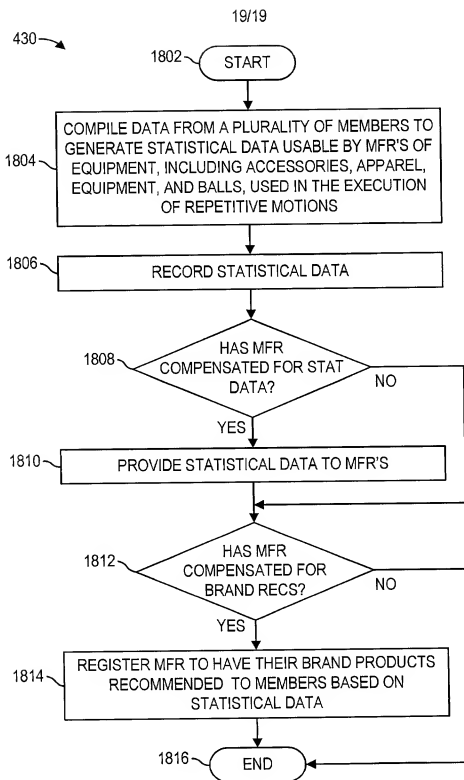 19/19
430
1802
START
COMPILE DATA FROM A PLURALITY OF MEMBERS TO
GENERATE STATISTICAL DATA USABLE BY MFR'S OF
1804
EQUIPMENT, INCLUDING ACCESSORIES, APPAREL,
EQUIPMENT, AND BALLS, USED IN THE EXECUTION
OF REPETITIVE MOTIONS
1806
RECORD STATISTICAL DATA
1808
HAS MFR
COMPENSATED FOR STAT
DATA?
NO
YES
1810
PROVIDE STATISTICAL DATA TO MFR'S
1812
HAS MFR
COMPENSATED FOR
BRAND RECS?
NO
YES
1814
REGISTER MFR TO HAVE THEIR BRAND PRODUCTS
RECOMMENDED TO MEMBERS BASED ON
STATISTICAL DATA
1816
END